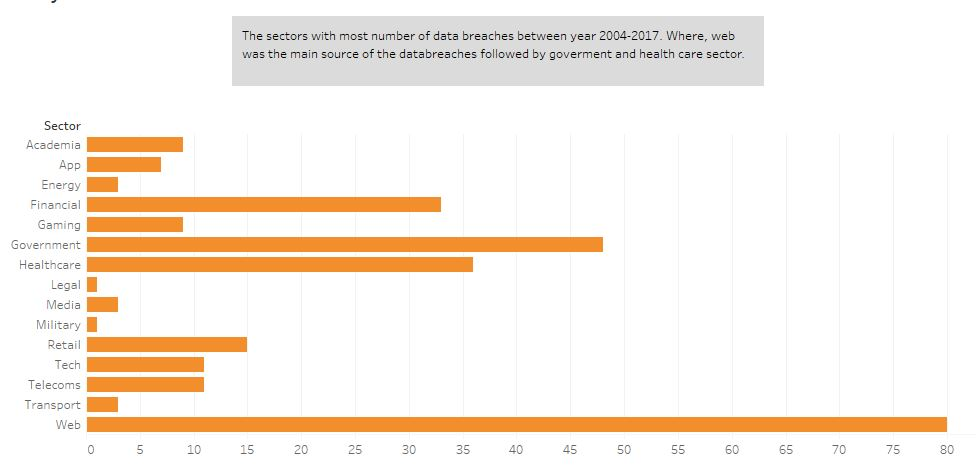 The sectors with most number of data breaches between year 2004-2017. Where, web
was the main source of the databreaches followed by goverment and health care sector.
Sector
Academia
App
Energy
Financial
Gaming
Government
Healthcare
Legal
Media
Military
Retail
Tech
Telecoms
Transport
Web
0 5 10 15 20 25 30 35 40 45 50 55 60 65 70 75 80